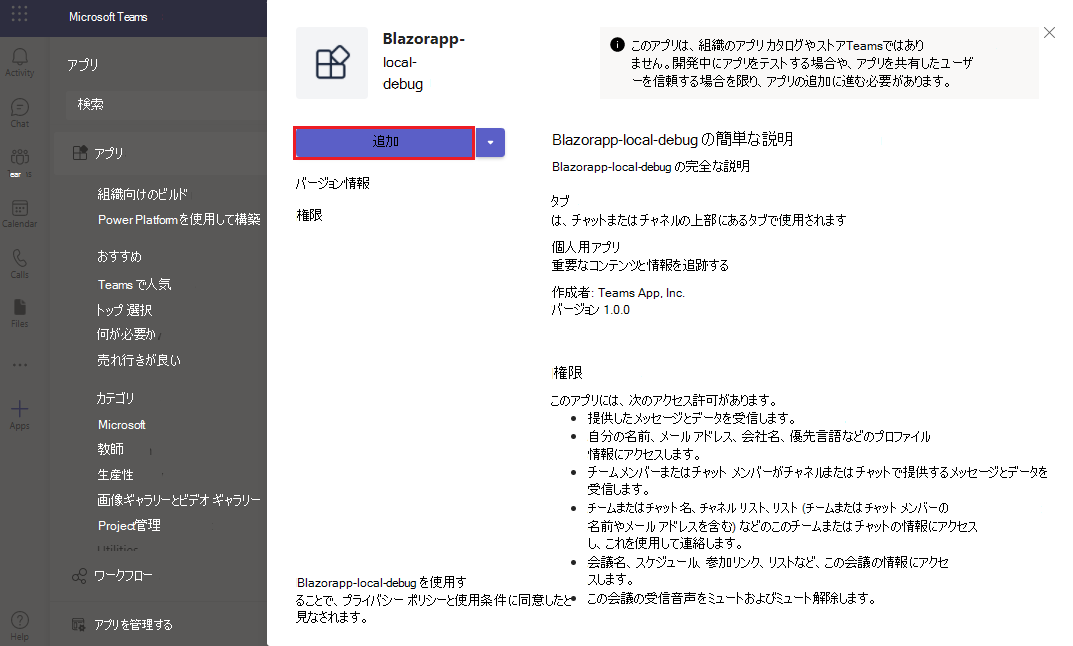 Microsoft Teams
Activity
Chat
Calendar
Calls
Files
Apps
Help
アプリ
検索
アプリ
組織向けのビルド
Power Platformを使用して構築
おすすめ
Teams で人気
トップ 選択
何が必要か
売れ行きが良い
カテゴリ
Microsoft
教師
生産性
画像ギャラリーとビデオ ギャラリー
Project管理
Utilities
ワークフロー
アプリを管理する
Blazorapp-
local-
debug
このアプリは、組織のアプリ カタログやストアTeamsではあり
ません。開発中にアプリをテストする場合や、アプリを共有したユーザ
ーを信頼する場合を限り、アプリの追加に進む必要があります。
追加
バージョン情報
権限
Blazorapp-local-debug を使用す
ることで、プライバシー ポリシーと使用条件に同意したと
見なされます。
Blazorapp-local-debug の簡単な説明
Blazorapp-local-debug の完全な説明
タブ
は、チャットまたはチャネルの上部にあるタブで使用されます
個人用アプリ
重要なコンテンツと情報を追跡する
作成者: Teams App, Inc.
バージョン 1.0.0
権限
このアプリには、次のアクセス許可があります。
• 提供したメッセージとデータを受信します。
• 自分の名前、メール アドレス、会社名、優先言語などのプロファイル
情報にアクセスします。
• チームメンバーまたはチャット メンバーがチャネルまたはチャットで提供するメッセージとデータを
受信します。
• チームまたはチャット名、チャネル リスト、リスト (チームまたはチャット メンバーの
名前やメール アドレスを含む) などのこのチームまたはチャットの情報にアクセス
し、これを使用して連絡します。
• 会議名、スケジュール、参加リンク、リストなど、この会議の情報にアクセ
スします。
• この会議の受信音声をミュートおよびミュート解除します。